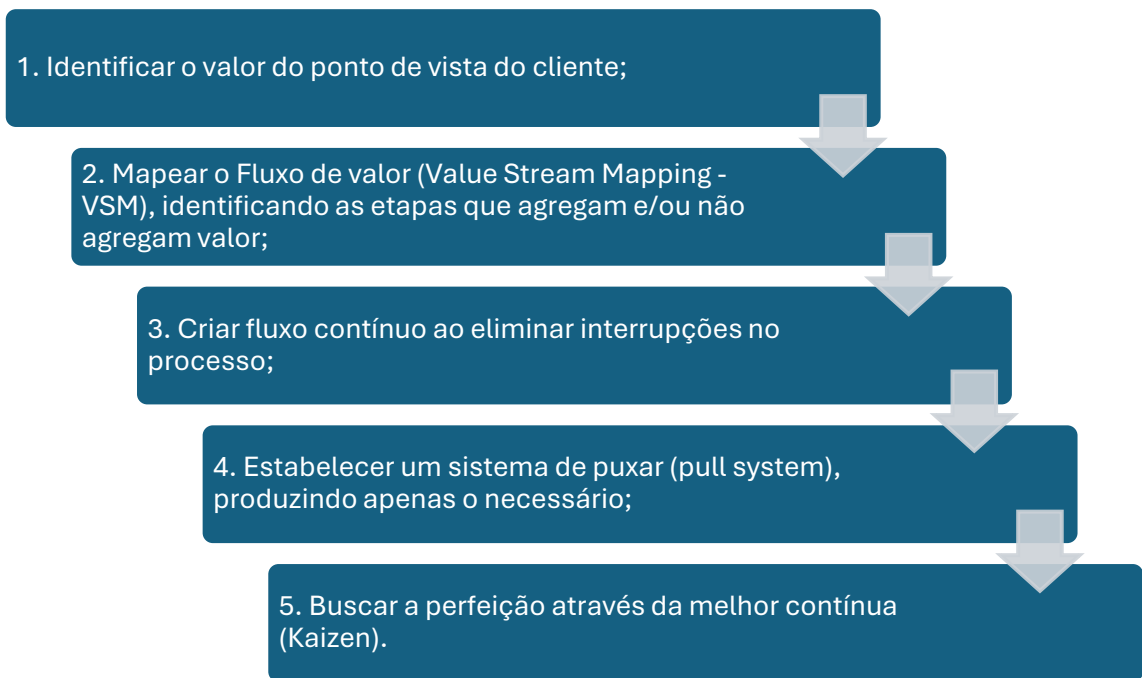 1. Identificar o valor do ponto de vista do cliente;
2. Mapear o Fluxo de valor (Value Stream Mapping -
VSM), identificando as etapas que agregam e/ou não
agregam valor;
3. Criar fluxo contínuo ao eliminar interrupções no
processo;
4. Estabelecer um sistema de puxar (pull system),
produzindo apenas o necessário;
5. Buscar a perfeição através da melhor contínua
(Kaizen).